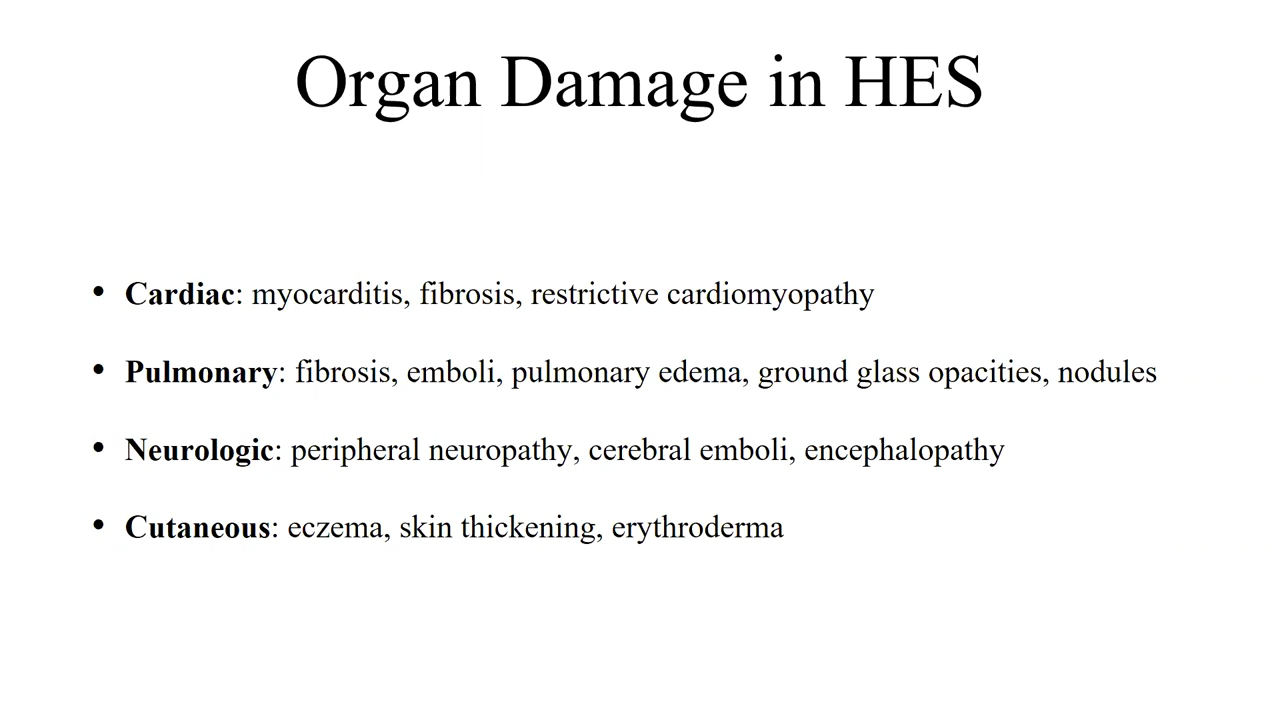 Organ Damage in HES
• Cardiac: myocarditis, fibrosis, restrictive cardiomyopathy
• Pulmonary: fibrosis, emboli, pulmonary edema, ground glass opacities, nodules
• Neurologic: peripheral neuropathy, cerebral emboli, encephalopathy
• Cutaneous: eczema, skin thickening, erythroderma